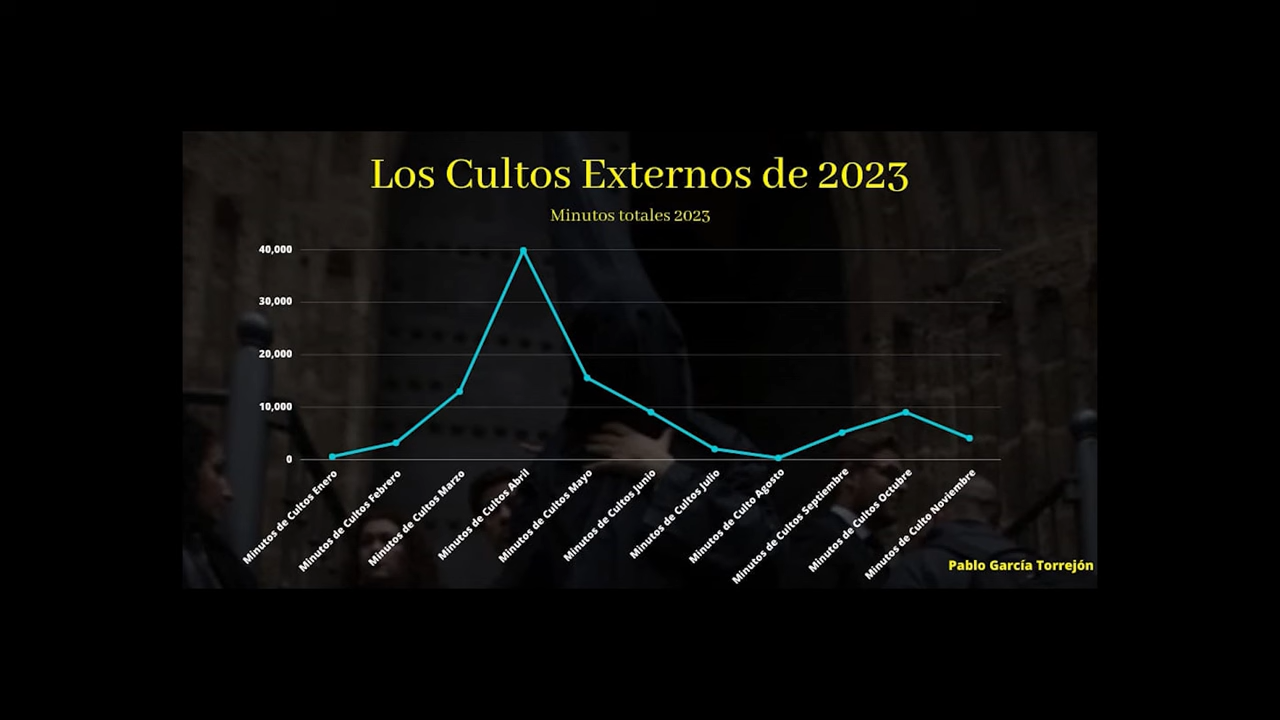 Los Cultos Externos de 2023
Minutos totales 2023
40,000
30,000
20,000
10,000
0
Minutos de Cultos Enero
Minutos de Cultos Febrero
Minutos de Cultos Marzo
Minutos de Cultos Abril
Minutos de Cultos Mayo
Minutos de Cultos Junio
Minutos de Cultos Julio
Minutos de Culto Agosto
Minutos de Cultos Septiembre
Minutos de Cultos Octubre
Minutos de Culto Noviembre
Pablo García Torrejón